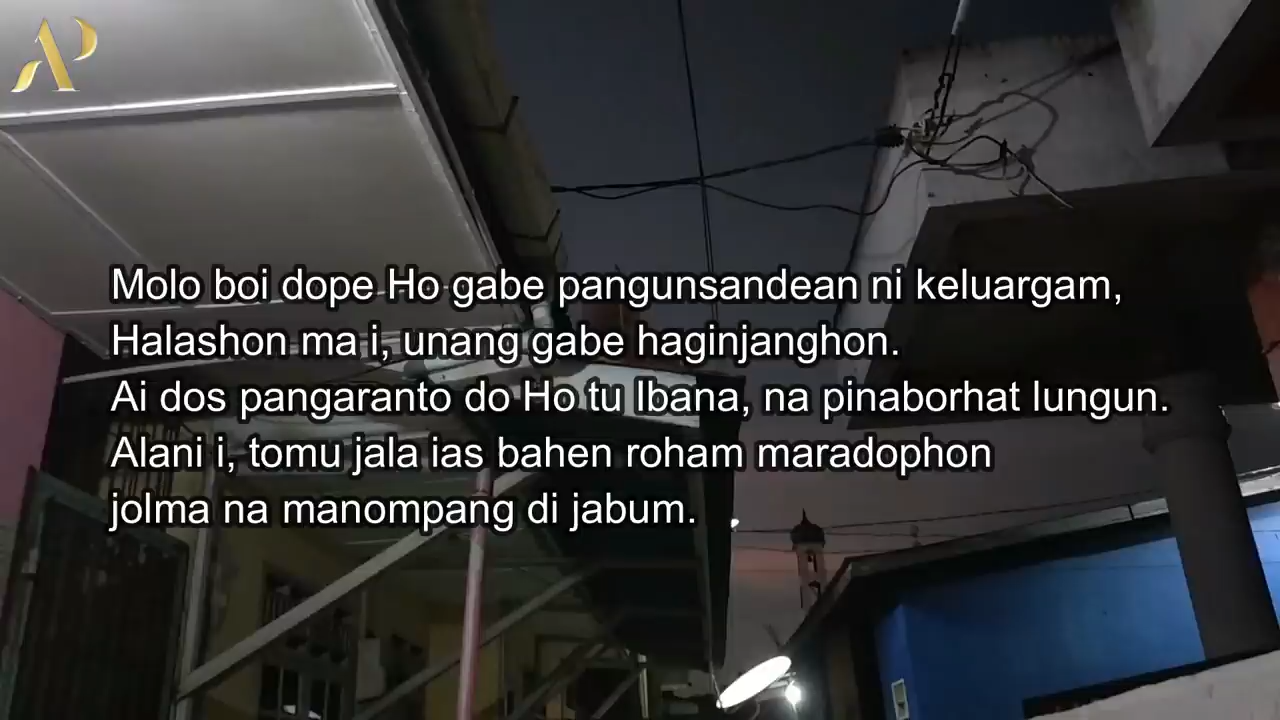 AP
Molo boi dope Ho gabe pangunsandean ni keluargam,
Halashon ma i, unang gabe haginjanghon.
Ai dos pangaranto do Ho tu Ibana, na pinaborhat lungun.
Alani i, tomu jala ias bahen roham maradophon
jolma na manompang di jabum.